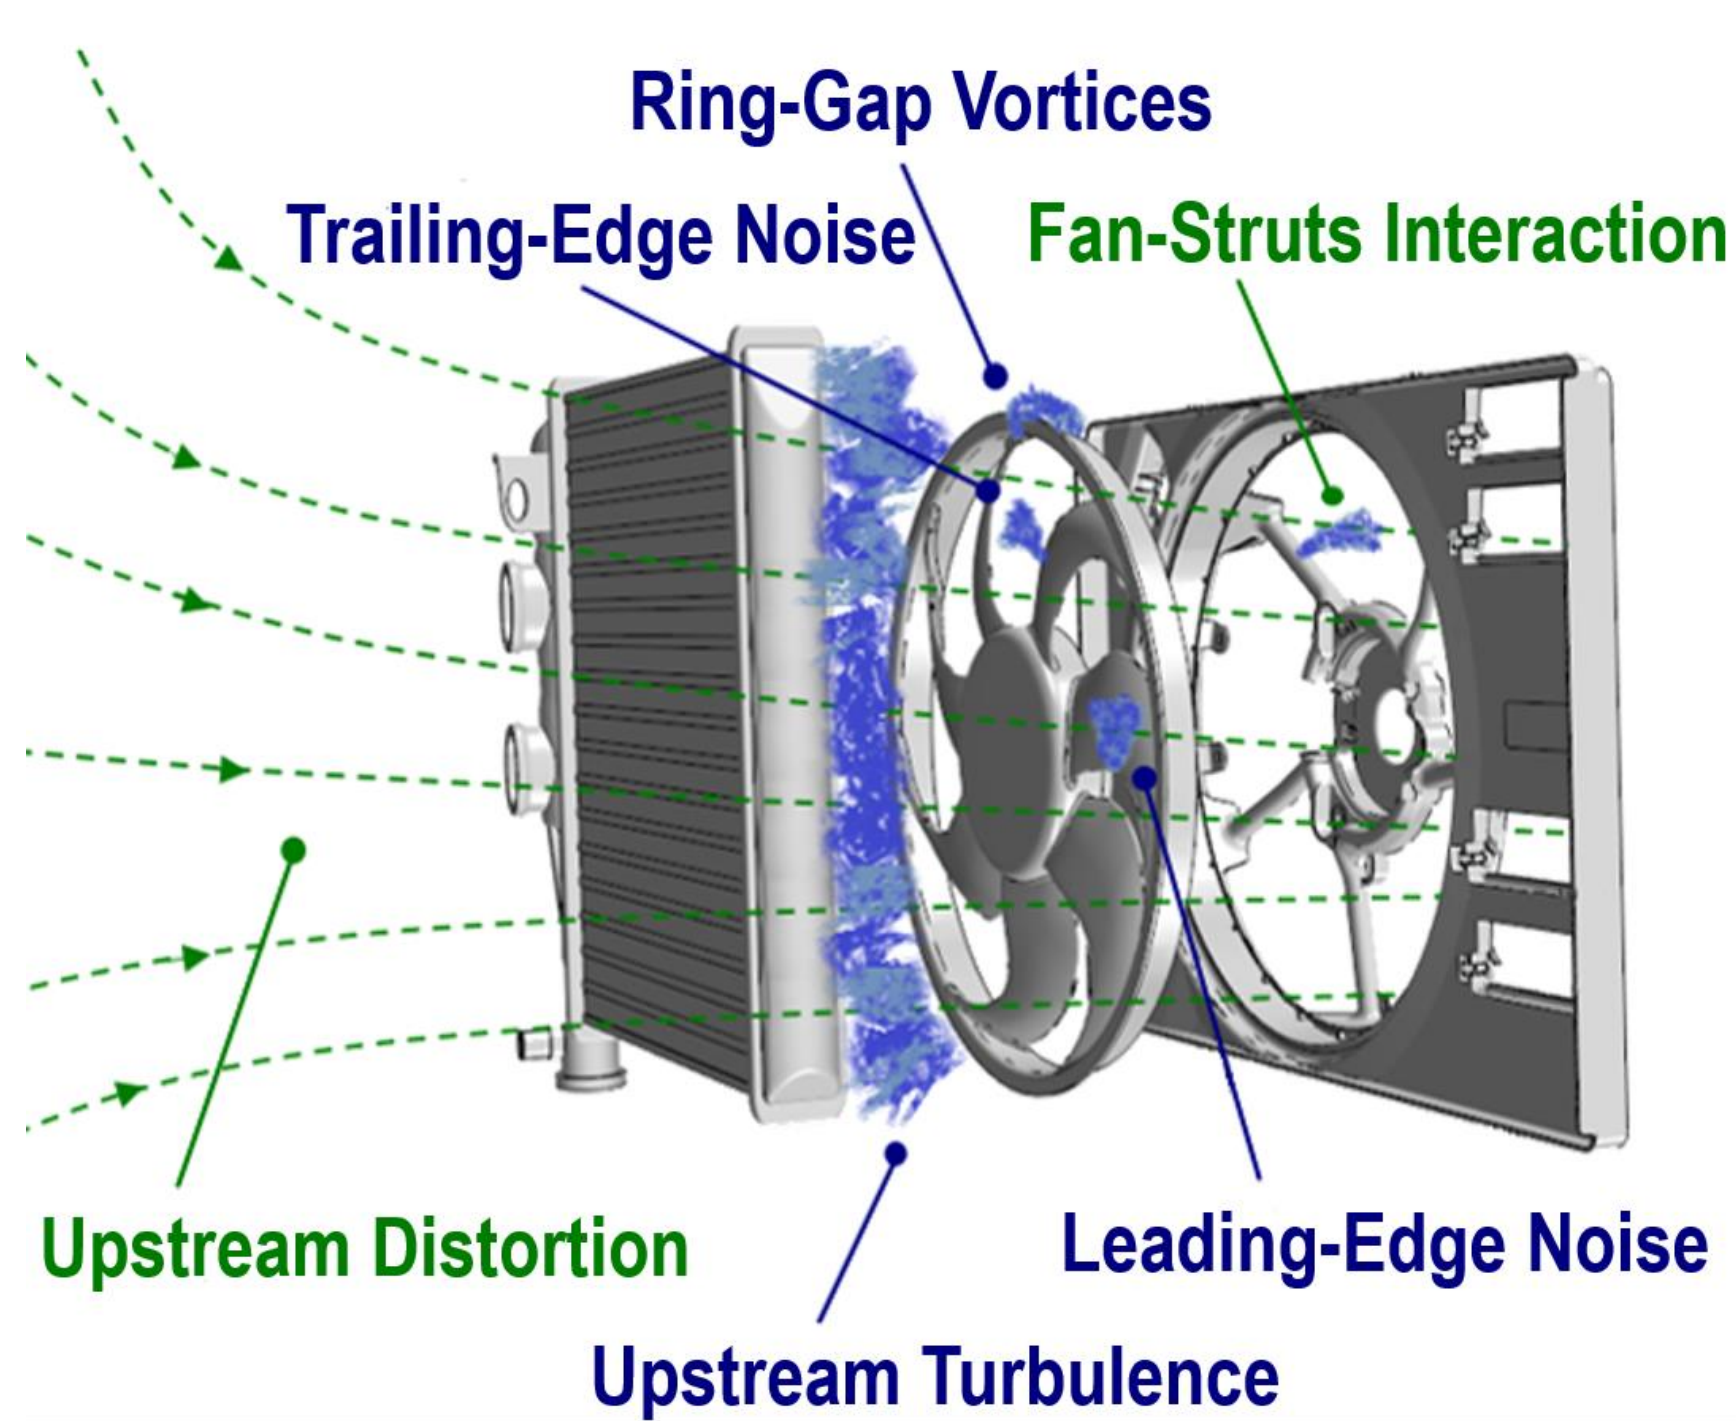 Ring-Gap Vortices
Trailing-Edge Noise
Fan-Struts Interaction
Upstream Distortion
Leading-Edge Noise
Upstream Turbulence